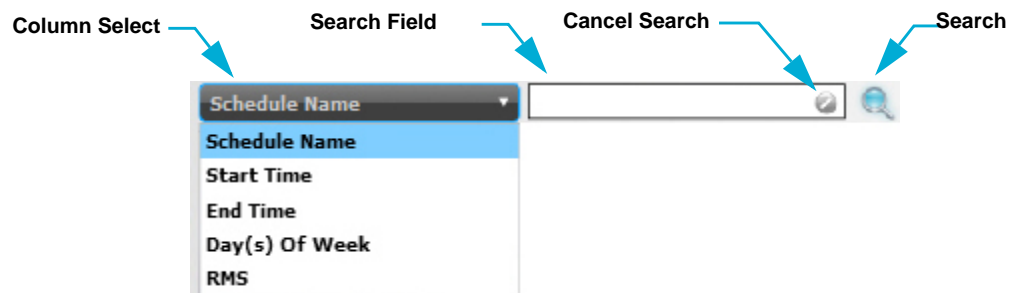 Column Select
Search Field
Cancel Search
Search
Schedule Name
Schedule Name
Start Time
End Time
Day(s) Of Week
RMS